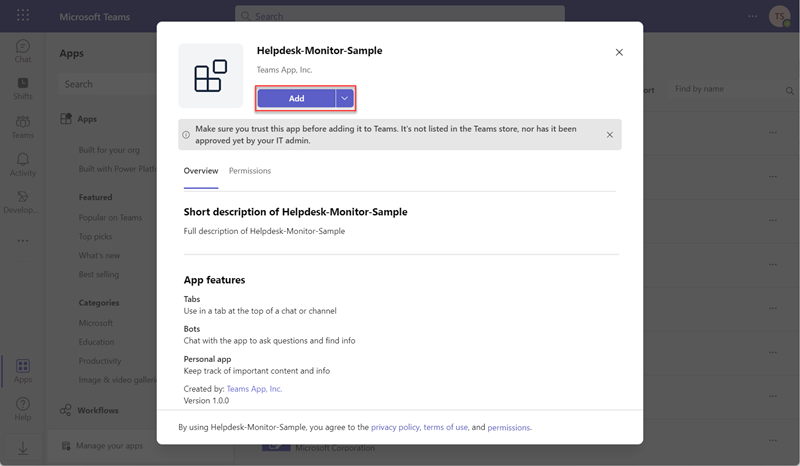 Microsoft Teams
Search
TS
Chat
Shifts
Teams
Activity
Develop...
Apps
Help
Apps
Search
Apps
Built for your org
Built with Power Platf
Featured
Popular on Teams
Top picks
What's new
Best selling
Categories
Microsoft
Education
Productivity
Image & video gallerie
Workflows
Manage your apps
Helpdesk-Monitor-Sample
Teams App, Inc.
Add
Make sure you trust this app before adding it to Teams. It's not listed in the Teams store, nor has it been
approved yet by your IT admin.
Overview Permissions
Short description of Helpdesk-Monitor-Sample
Full description of Helpdesk-Monitor-Sample
App features
Tabs
Use in a tab at the top of a chat or channel
Bots
Chat with the app to ask questions and find info
Personal app
Keep track of important content and info
Created by: Teams App, Inc.
Version 1.0.0
By using Helpdesk-Monitor-Sample, you agree to the privacy policy, terms of use, and permissions.
ort
Find by name
Microsoft Corporation